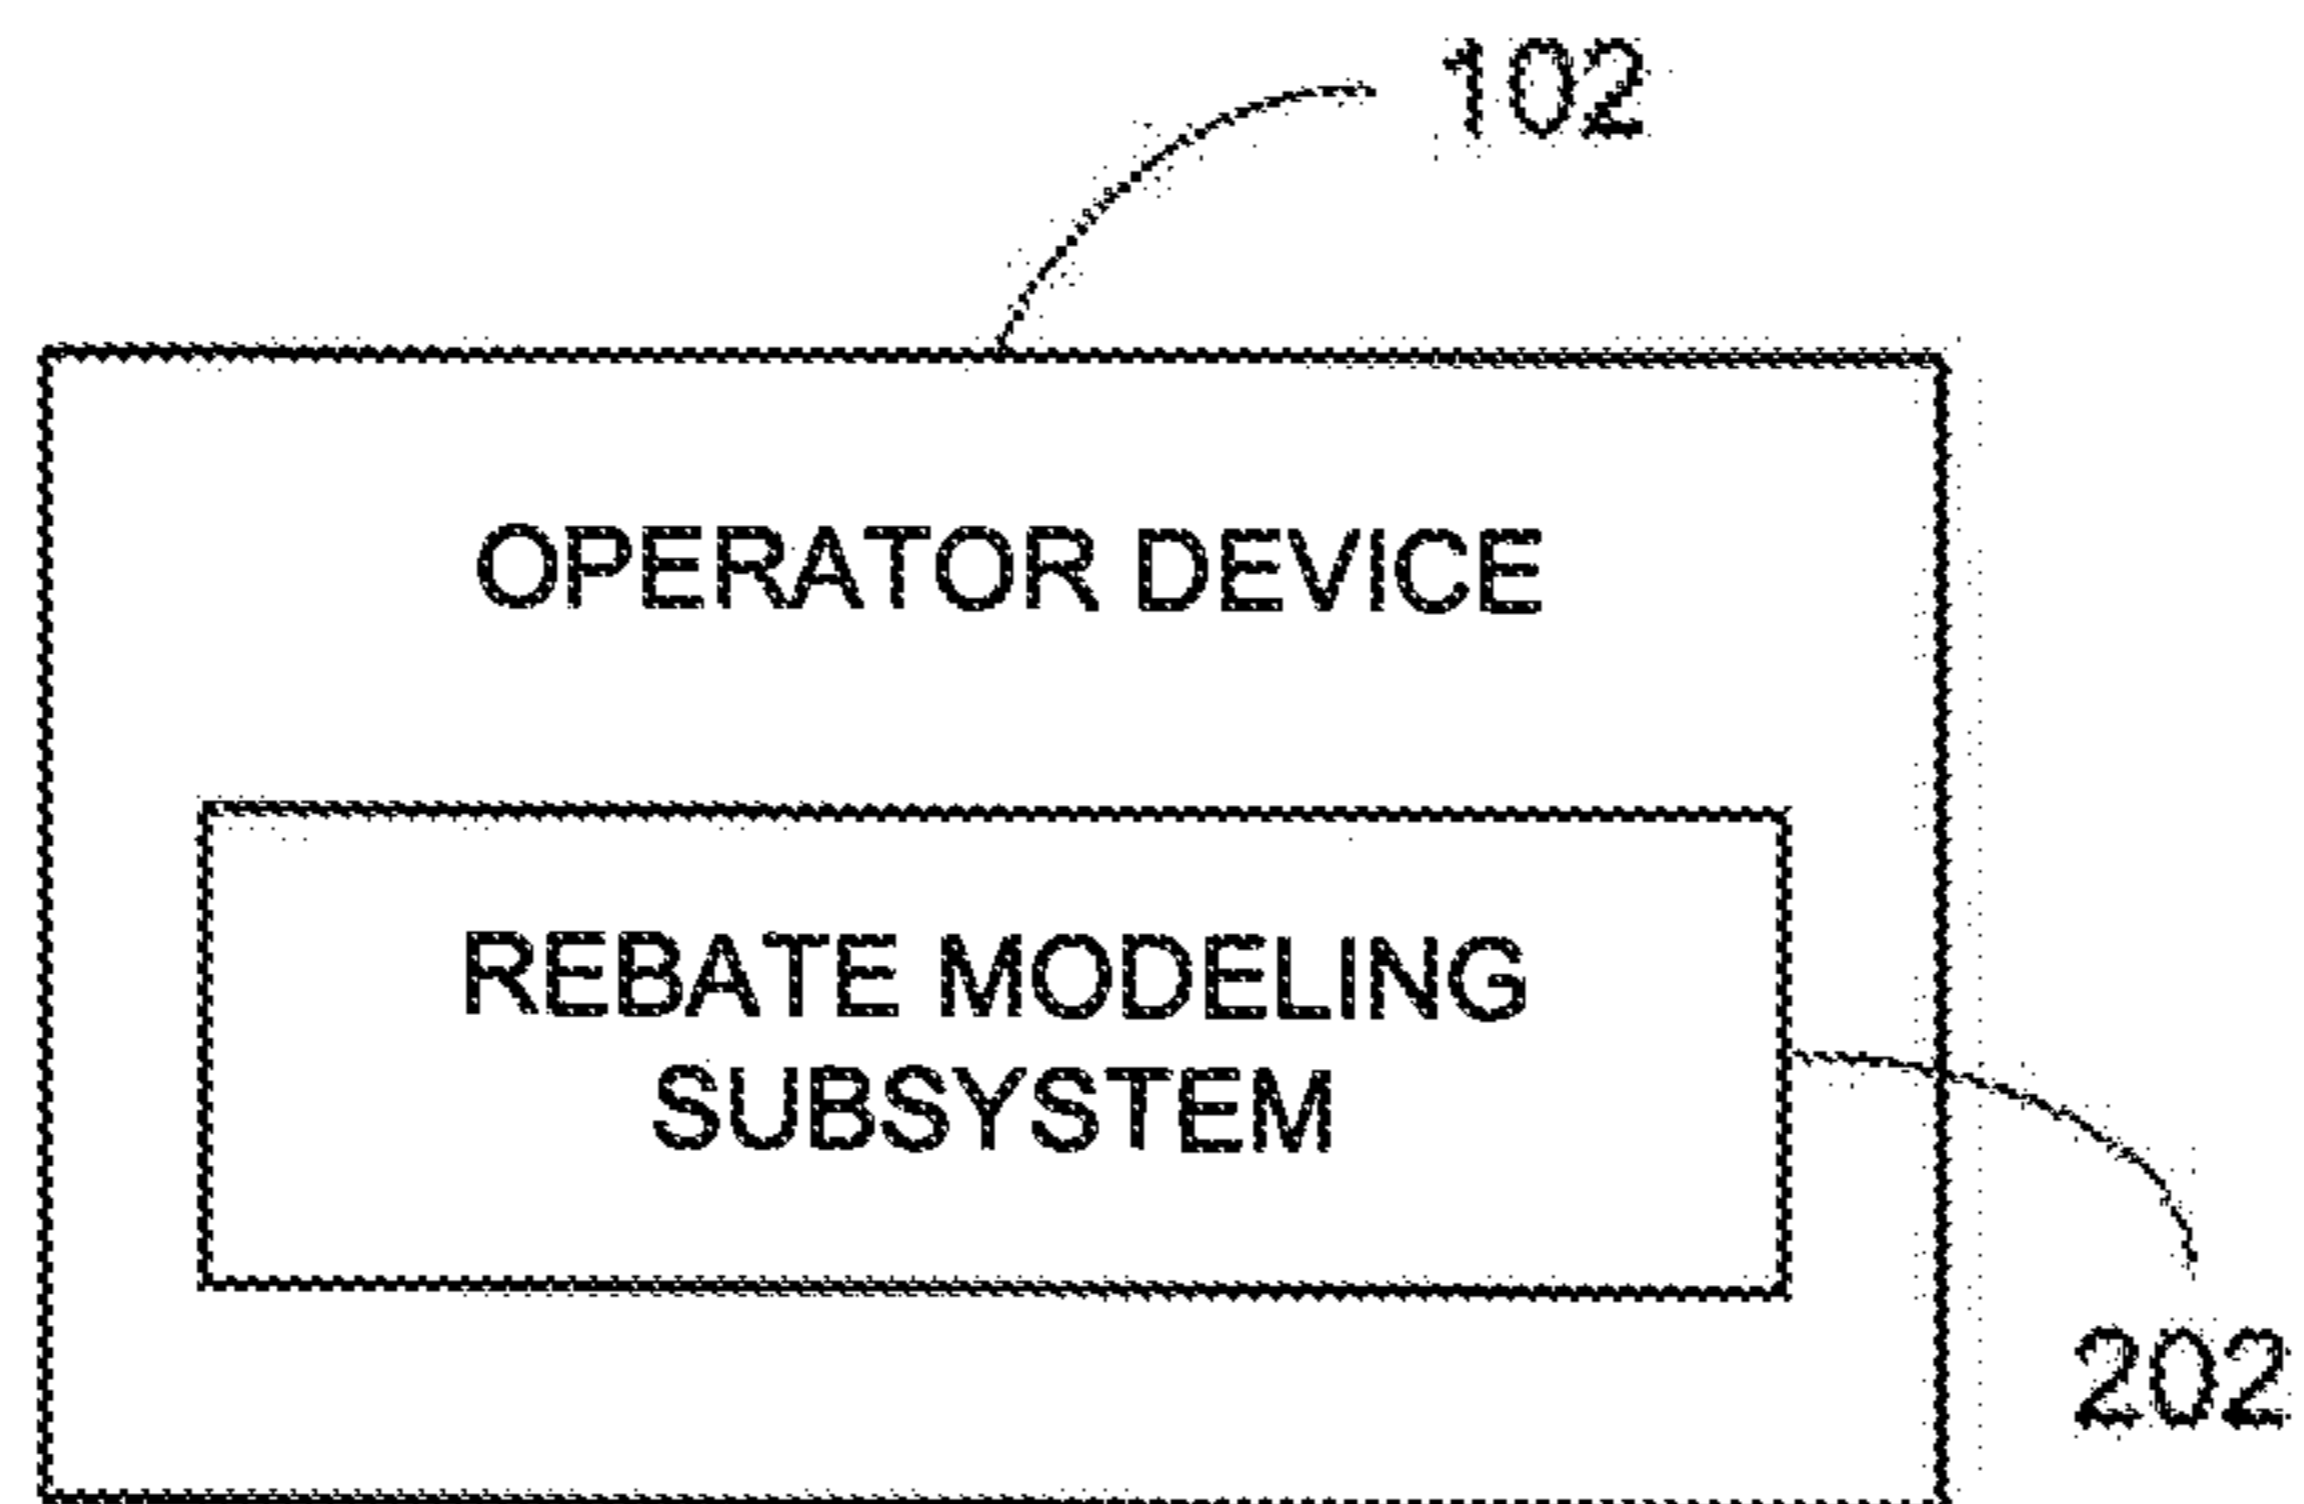 102
OPERATOR DEVICE
REBATE MODELING
SUBSYSTEM
202